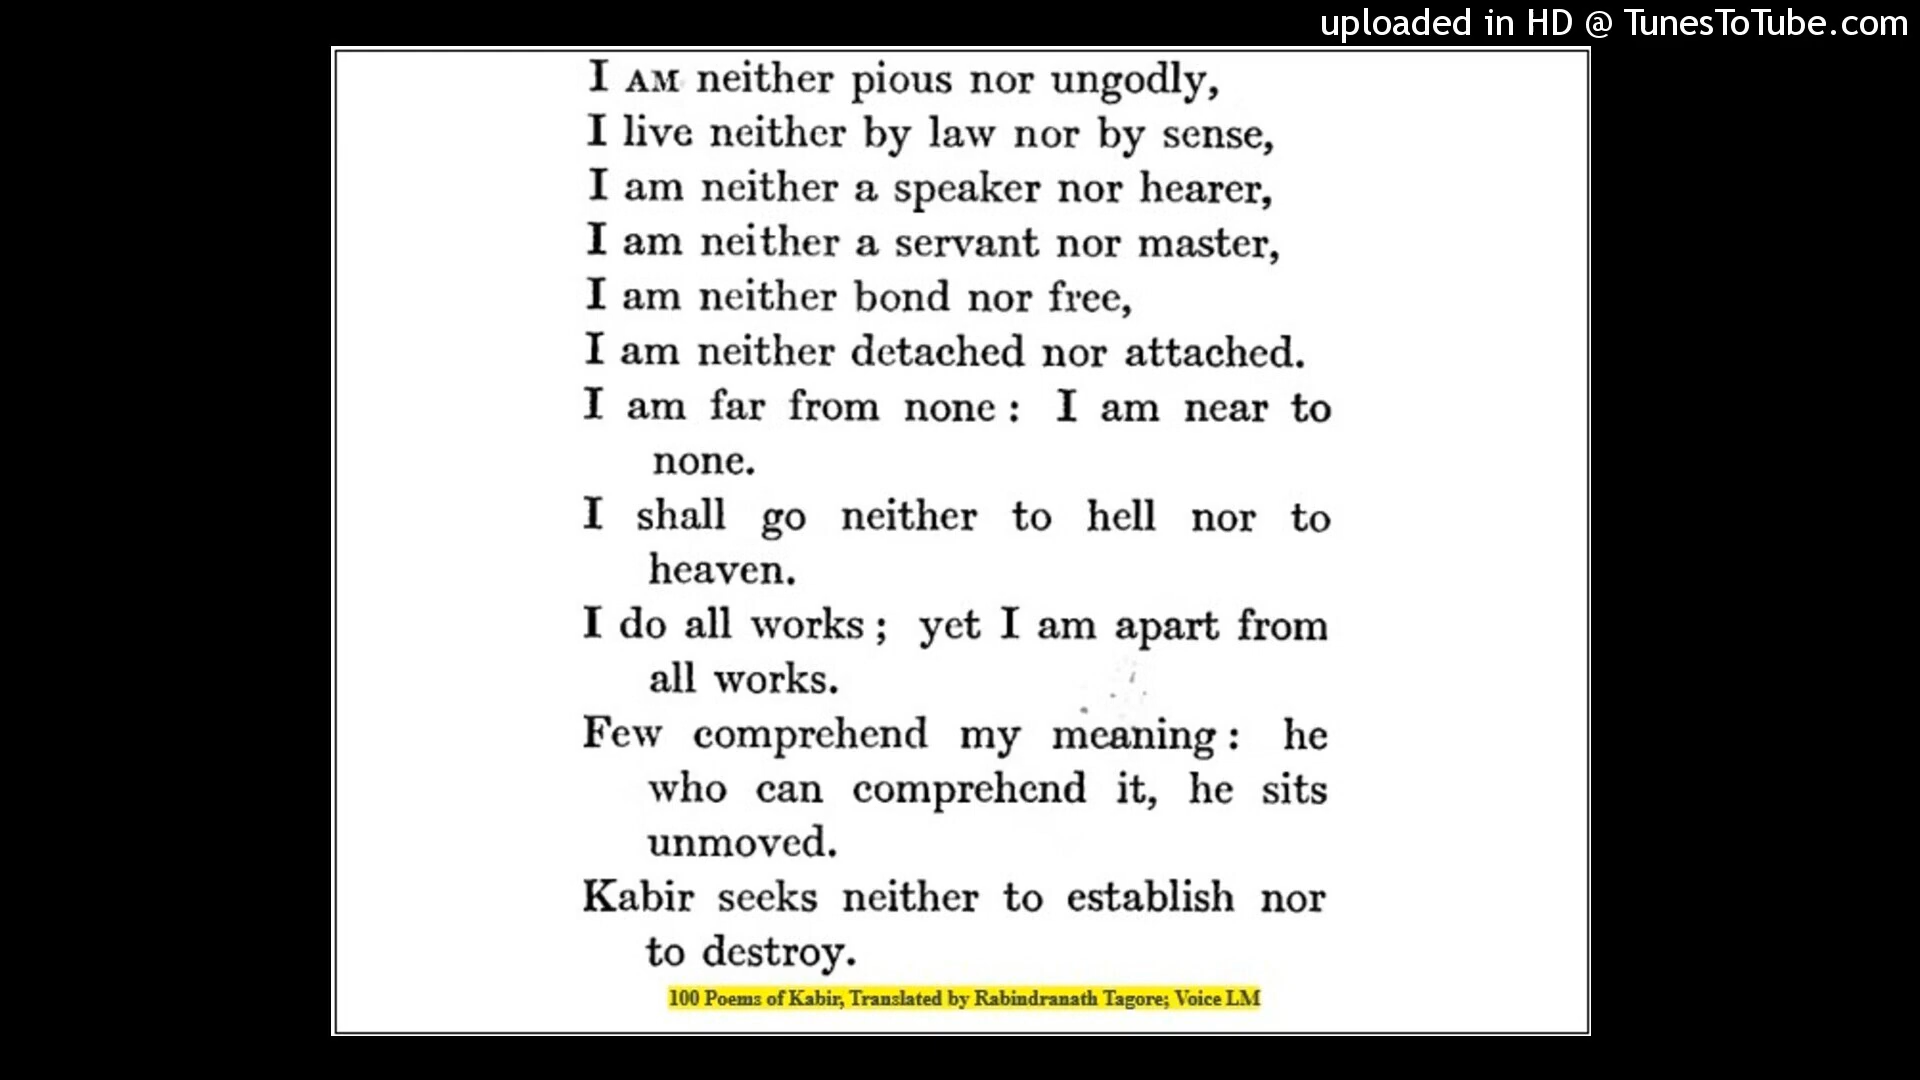 uploaded in HD @ TunesToTube.com
I AM neither pious nor ungodly,
I live neither by law nor by sense,
I am neither a speaker nor hearer,
I am neither a servant nor master,
I am neither bond nor free,
I am neither detached nor attached.
I am far from none : I am near to
none.
I shall go neither to hell nor to
heaven.
I do all works ; yet I am apart from
all works.
Few comprehend my meaning : he
who can comprehend it, he sits
unmoved.
Kabir seeks neither to establish nor
to destroy.
100 Poems of Kabir, Translated by Rabindranath Tagore; Voice LM